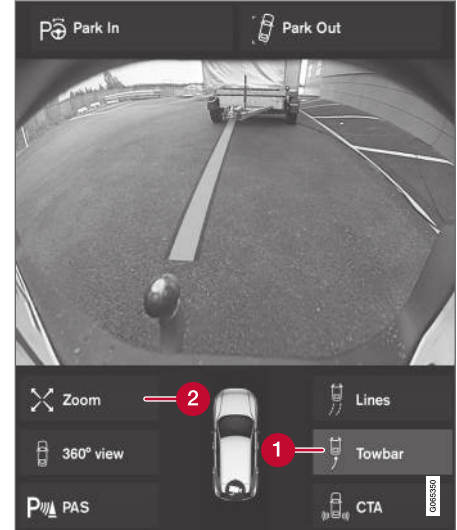 P Park In
Park Out
Zoom
2
Lines
360° view
1
Towbar
P PAS
CTA
G065350